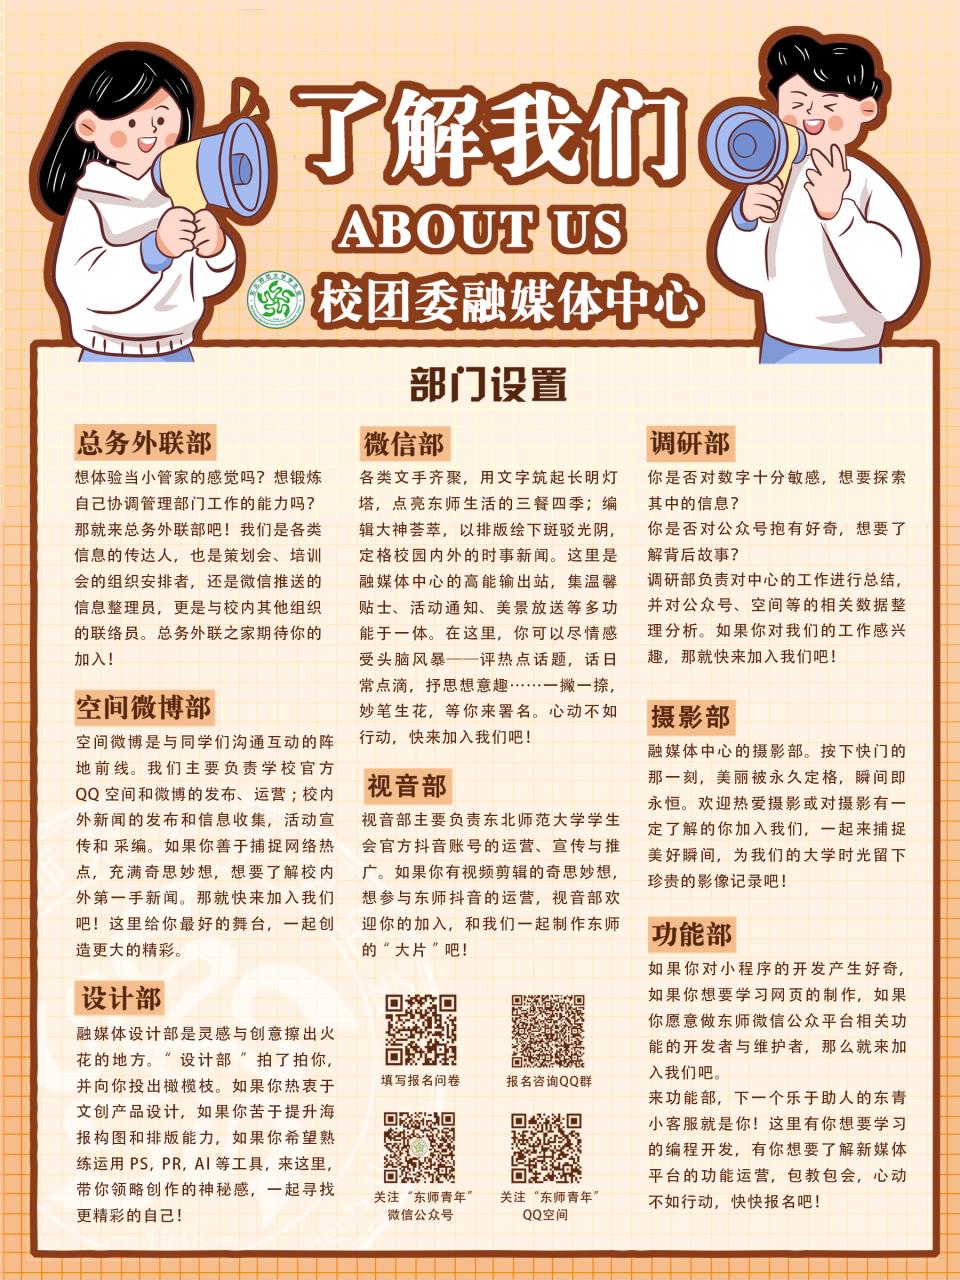 了解我们
ABOUT US
校团委融媒体中心
部门设置
总务外联部
想体验当小管家的感觉吗？想锻炼
自己协调管理部门工作的能力吗？
那就来总务外联部吧！我们是各类
信息的传达人，也是策划会、培训
会的组织安排者，还是微信推送的
信息整理员，更是与校内其他组织
的联络员。总务外联之家期待你的
加入！
空间微博部
空间微博是与同学们沟通互动的阵
地前线。我们主要负责学校官方
QQ 空间和微博的发布、运营；校内
外新闻的发布和信息收集，活动宣
传和 采编。如果你善于捕捉网络热
点，充满奇思妙想，想要了解校内
外第一手新闻。那就快来加入我们
吧！这里给你最好的舞台，一起创
造更大的精彩。
设计部
融媒体设计部是灵感与创意擦出火
花的地方。“ 设计部 ” 拍了拍你，
并向你投出橄榄枝。如果你热衷于
文创产品设计，如果你苦于提升海
报构图和排版能力，如果你希望熟
练运用 PS, PR, AI 等工具，来这里，
带你领略创作的神秘感，一起寻找
更精彩的自己！
微信部
各类文手齐聚，用文字筑起长明灯
塔，点亮东师生活的三餐四季；编
辑大神荟萃，以排版绘下斑驳光阴，
定格校园内外的时事新闻。这里是
融媒体中心的高能输出站，集温馨
贴士、活动通知、美景放送等多功
能于一体。在这里，你可以尽情感
受头脑风暴——评热点话题，话日
常点滴，抒思想意趣……一撇一捺，
妙笔生花，等你来署名。心动不如
行动，快来加入我们吧！
视音部
视音部主要负责东北师范大学学生
会官方抖音账号的运营、宣传与推
广。如果你有视频剪辑的奇思妙想，
想参与东师抖音的运营，视音部欢
迎你的加入，和我们一起制作东师
的“大片”吧！
填写报名问卷
报名咨询QQ群
关注“东师青年”
微信公众号
关注“东师青年”
QQ空间
调研部
你是否对数字十分敏感，想要探索
其中的信息？
你是否对公众号抱有好奇，想要了
解背后故事？
调研部负责对中心的工作进行总结，
并对公众号、空间等的相关数据整
理分析。如果你对我们的工作感兴
趣，那就快来加入我们吧！
摄影部
融媒体中心的摄影部。按下快门的
那一刻，美丽被永久定格，瞬间即
永恒。欢迎热爱摄影或对摄影有一
定了解的你加入我们，一起来捕捉
美好瞬间，为我们的大学时光留下
珍贵的影像记录吧！
功能部
如果你对小程序的开发产生好奇，
如果你想要学习网页的制作，如果
你愿意做东师微信公众平台相关功
能的开发者与维护者，那么就来加
入我们吧。
来功能部，下一个乐于助人的东青
小客服就是你！这里有你想要学习
的编程开发，有你想要了解新媒体
平台的功能运营，包教包会，心动
不如行动，快快报名吧！